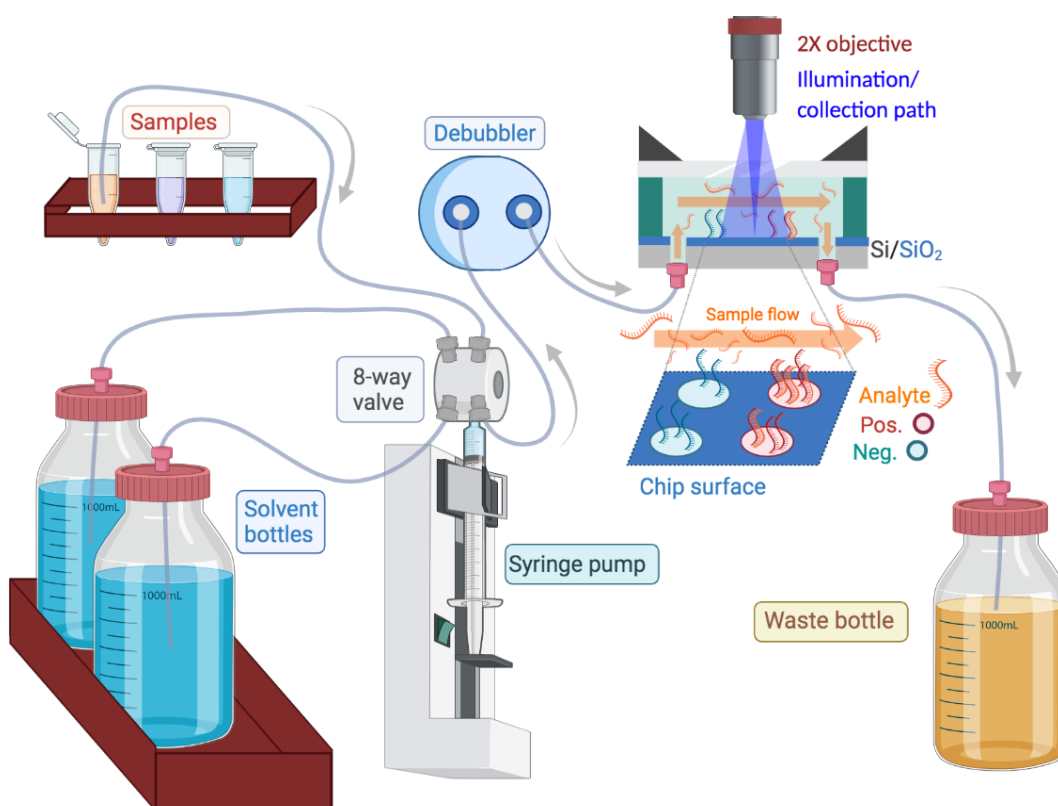 Samples
Debubbler
2X objective
Illumination/
collection path
Si/SiO₂
Sample flow
8-way
valve
Analyte
Pos.
Neg.
Chip surface
1000mL
Solvent
bottles
1000mL
Syringe pump
Waste bottle
1000mL